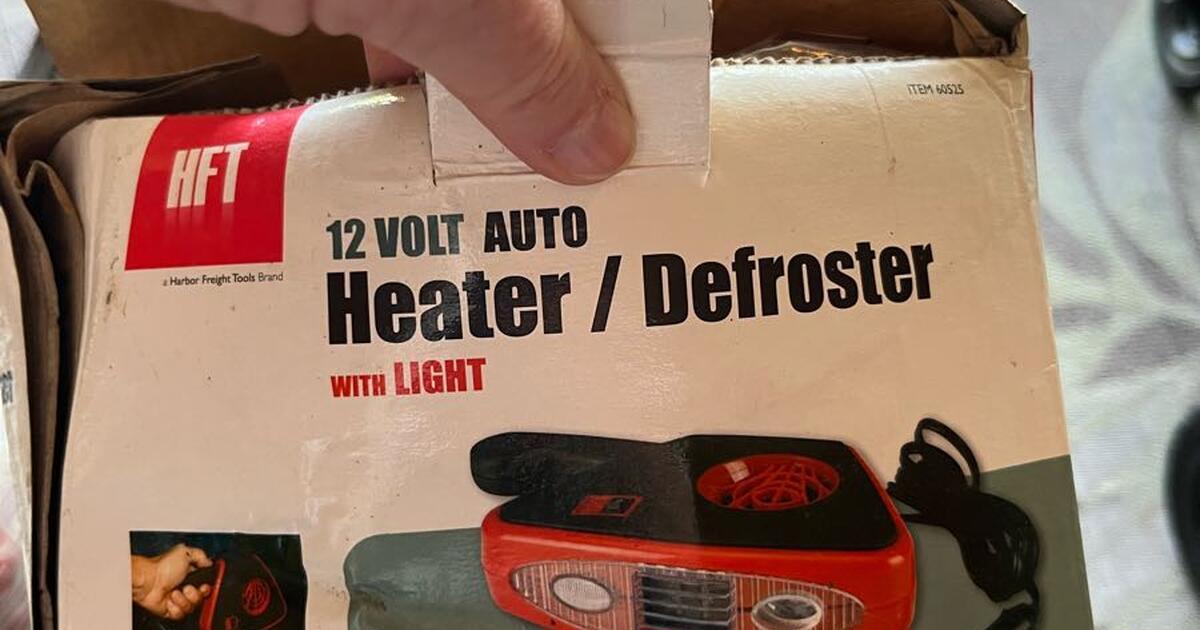 ITEM 60525
HFT
a Harbor Freight Tools Brand
12 VOLT AUTO
Heater / Defroster
WITH LIGHT